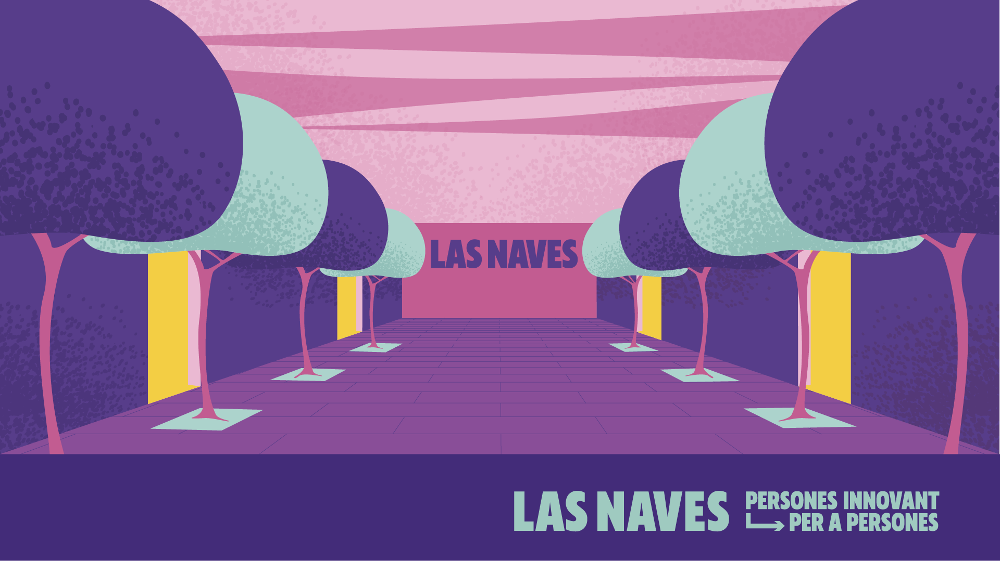 LAS NAVES
LAS NAVES
PERSONES INNOVANT
PER A PERSONES